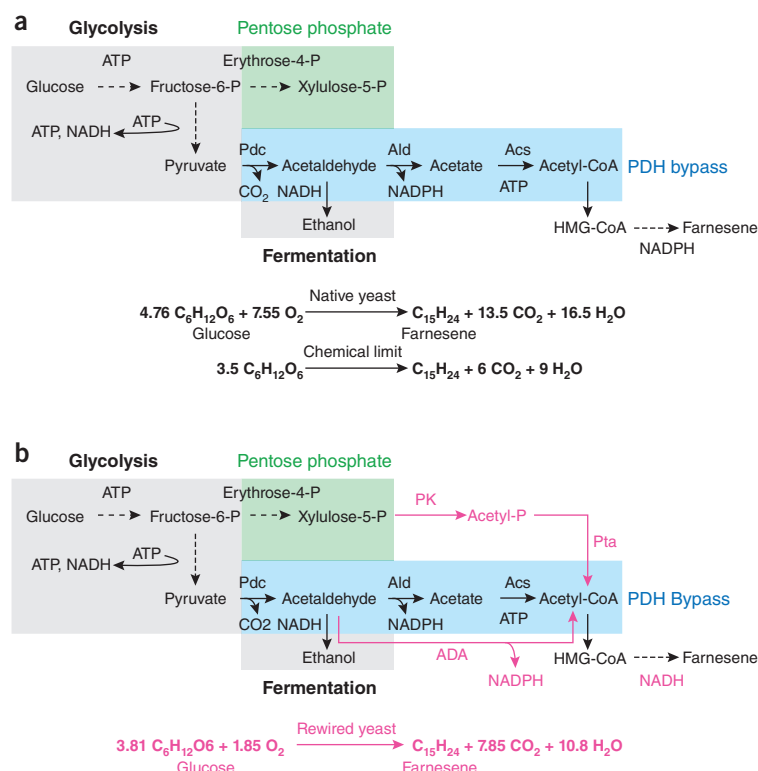 a
Glycolysis Pentose phosphate
ATP Erythrose-4-P
Glucose Fructose-6-P Xylulose-5-P
ATP, NADH ATP
Pdc Ald Acs
Pyruvate Acetaldehyde Acetate Acetyl-CoA PDH bypass
CO₂ NADH NADPH ATP
Ethanol HMG-CoA Farnesene
NADPH
Fermentation
Native yeast
4.76 C₆H₁₂O₆ + 7.55 O₂ C₁₅H₂₄ + 13.5 CO₂ + 16.5 H₂O
Glucose Farnesene
Chemical limit
3.5 C₆H₁₂O₆ C₁₅H₂₄ + 6 CO₂ + 9 H₂O
b
Glycolysis Pentose phosphate
ATP Erythrose-4-P
PK
Glucose Fructose-6-P Xylulose-5-P Acetyl-P
ATP, NADH ATP Pta
Pdc Ald Acs
Pyruvate Acetaldehyde Acetate Acetyl-CoA PDH Bypass
CO2 NADH NADPH ATP
Ethanol ADA HMG-CoA Farnesene
NADPH NADH
Fermentation
Rewired yeast
3.81 C₆H₁₂O6 + 1.85 O₂ C₁₅H₂₄ + 7.85 CO₂ + 10.8 H₂O
Glucose Farnesene